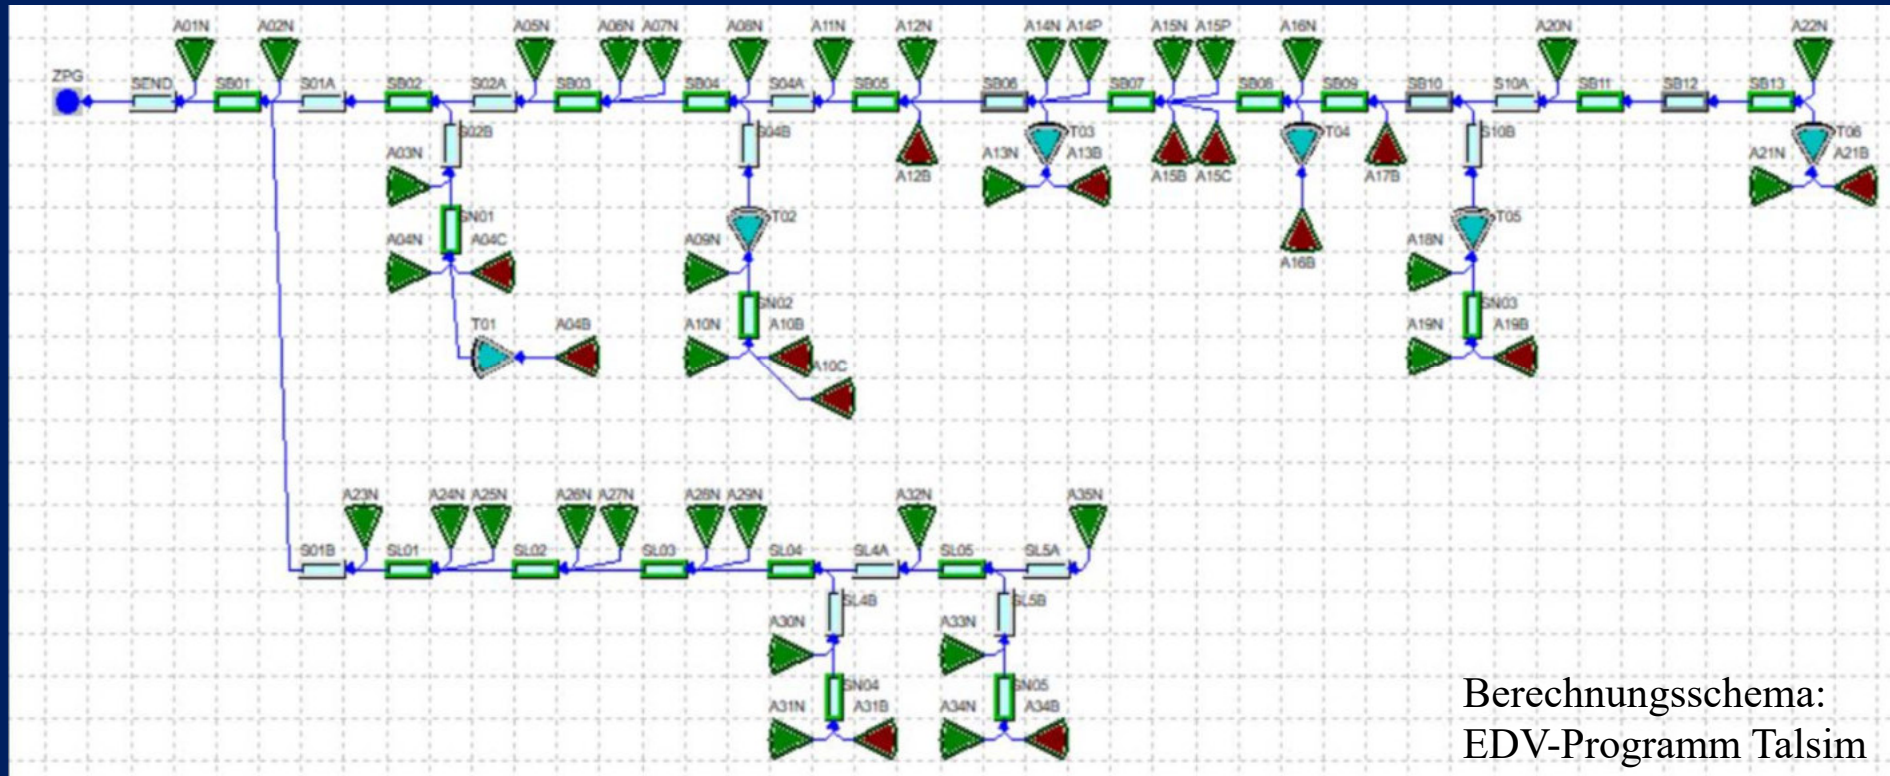 A01N A02N A05N A06N A07N A08N A11N A12N A14N A14P A15N A15P A16N A20N A22N
ZPG SEND SB01 S01A SB02 S02A SB03 SB04 S04A SB05 SB06 SB07 SB08 SB09 SB10 S10A SB11 SB12 SB13
S02B S04B T03 T04 S10B T06
A03N A13N A13B A21N A21B
A12B A15B A15C A17B
SN01 T02 T05
A04N A04C A09N A18N
A16B
SN02 SN03
T01 A04B A10N A10B A19N A19B
A10C
A23N A24N A25N A26N A27N A28N A29N A32N A35N
S01B SL01 SL02 SL03 SL04 SL4A SL05 SL5A
SL4B SL5B
A30N A33N
SN04 SN05
A31N A31B A34N A34B
Berechnungsschema:
EDV-Programm Talsim